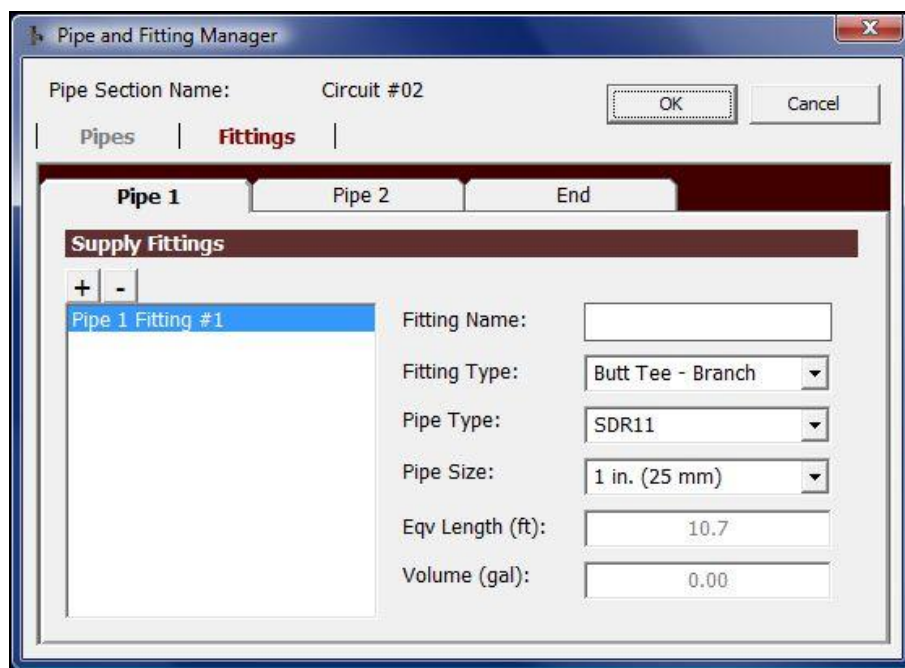 Pipe and Fitting Manager
Pipe Section Name: Circuit #02
OK Cancel
Pipes Fittings
Pipe 1 Pipe 2 End
Supply Fittings
+ -
Pipe 1 Fitting #1
Fitting Name:
Fitting Type: Butt Tee - Branch
Pipe Type: SDR11
Pipe Size: 1 in. (25 mm)
Eqv Length (ft): 10.7
Volume (gal): 0.00